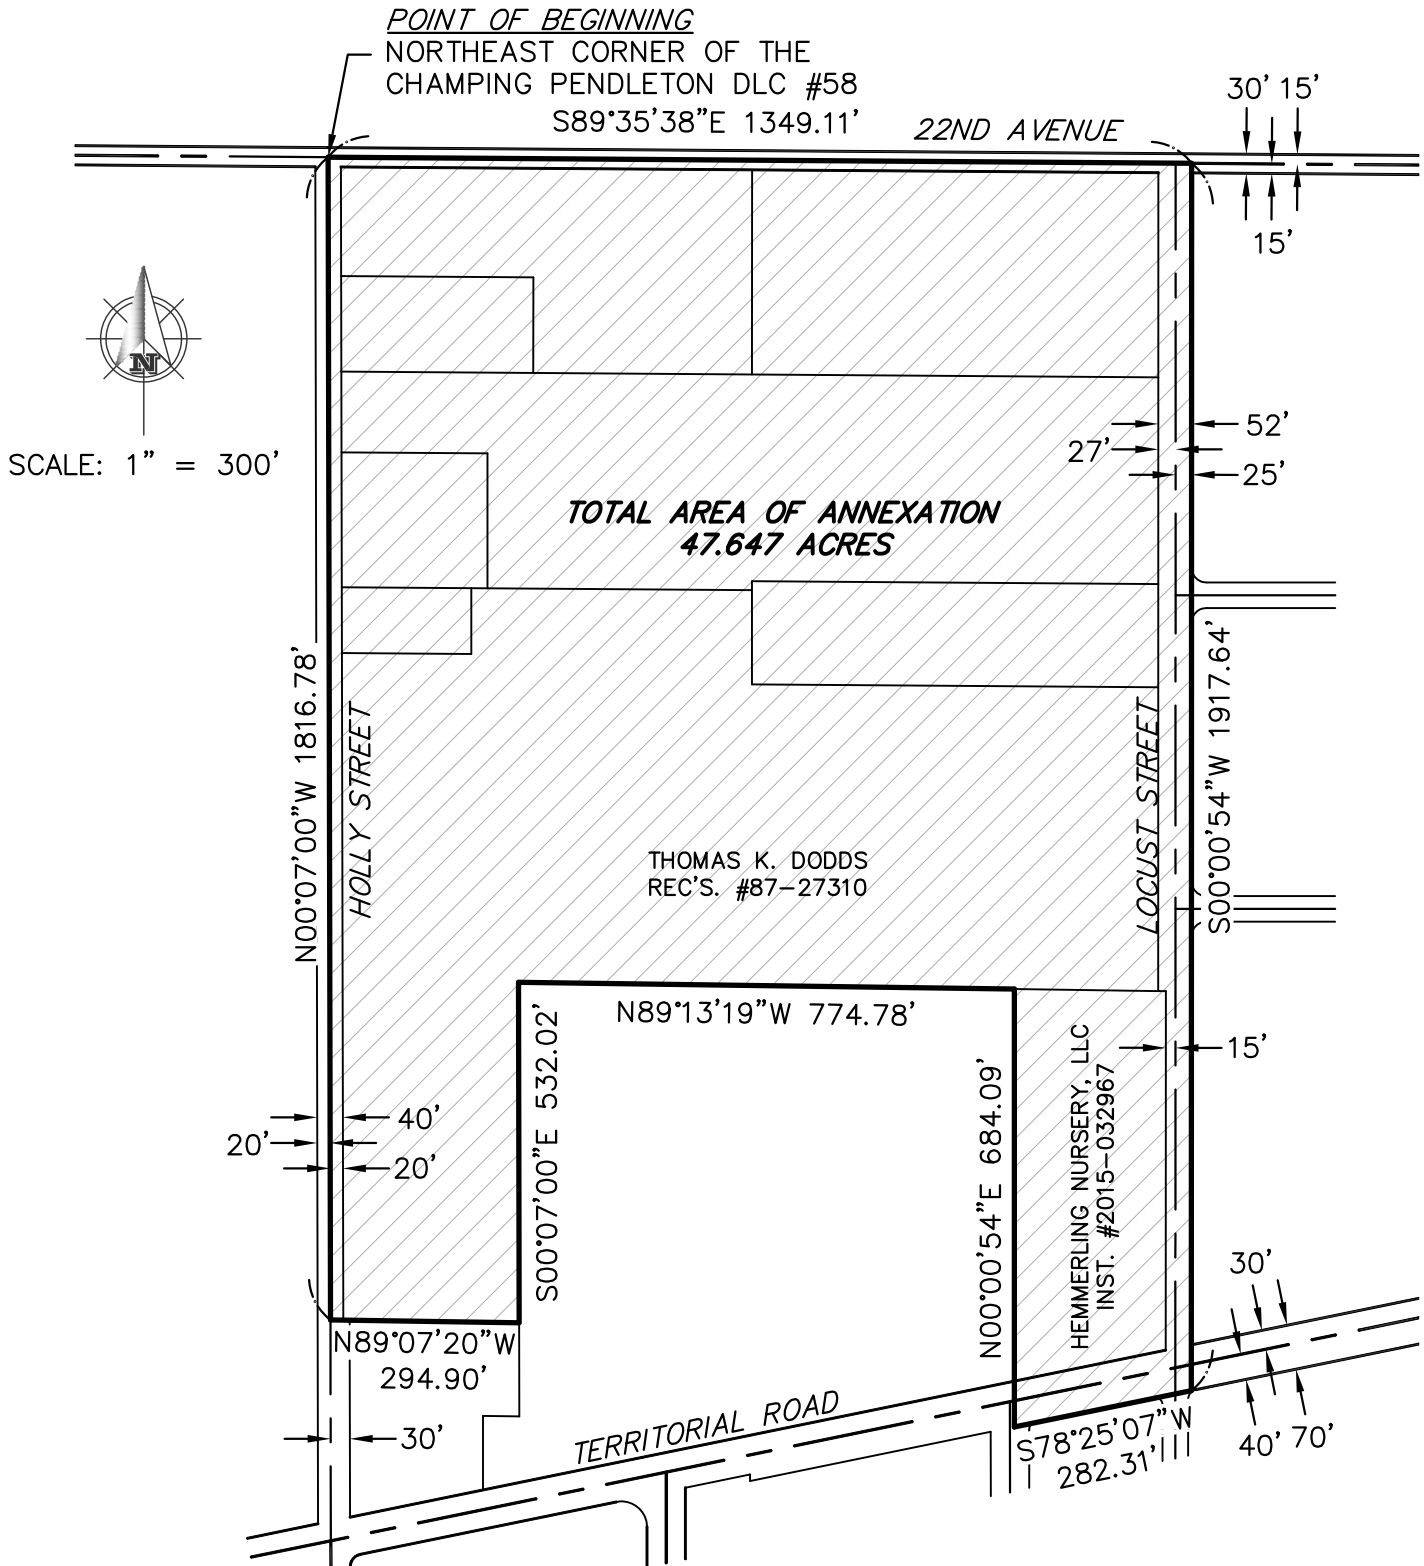 POINT OF BEGINNING
NORTHEAST CORNER OF THE
CHAMPING PENDLETON DLC #58
S89°35'38"E 1349.11'
22ND AVENUE
30' 15'
15'
N
SCALE: 1" = 300'
52'
27'
25'
TOTAL AREA OF ANNEXATION
47.647 ACRES
N00°07'00"W 1816.78'
HOLLY STREET
LOCUST STREET
S00°00'54"W 1917.64'
THOMAS K. DODDS
REC'S. #87-27310
N89°13'19"W 774.78'
S00°07'00"E 532.02'
N00°00'54"E 684.09'
HEMMERLING NURSERY, LLC
INST. #2015-032967
15'
40'
20'
20'
30'
N89°07'20"W
294.90'
30'
TERRITORIAL ROAD
S78°25'07"W
282.31'
40' 70'